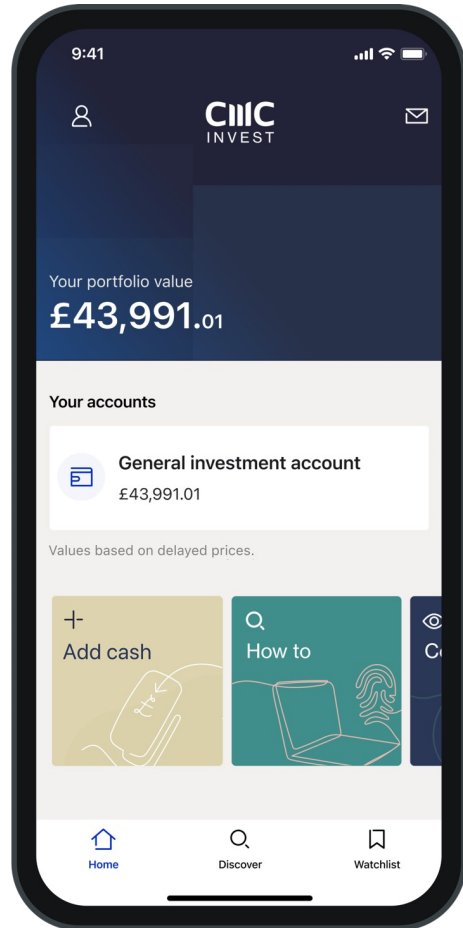 9:41
CMC
INVEST
Your portfolio value
£43,991.01
Your accounts
General investment account
£43,991.01
Values based on delayed prices.
Add cash
How to
Home
Discover
Watchlist